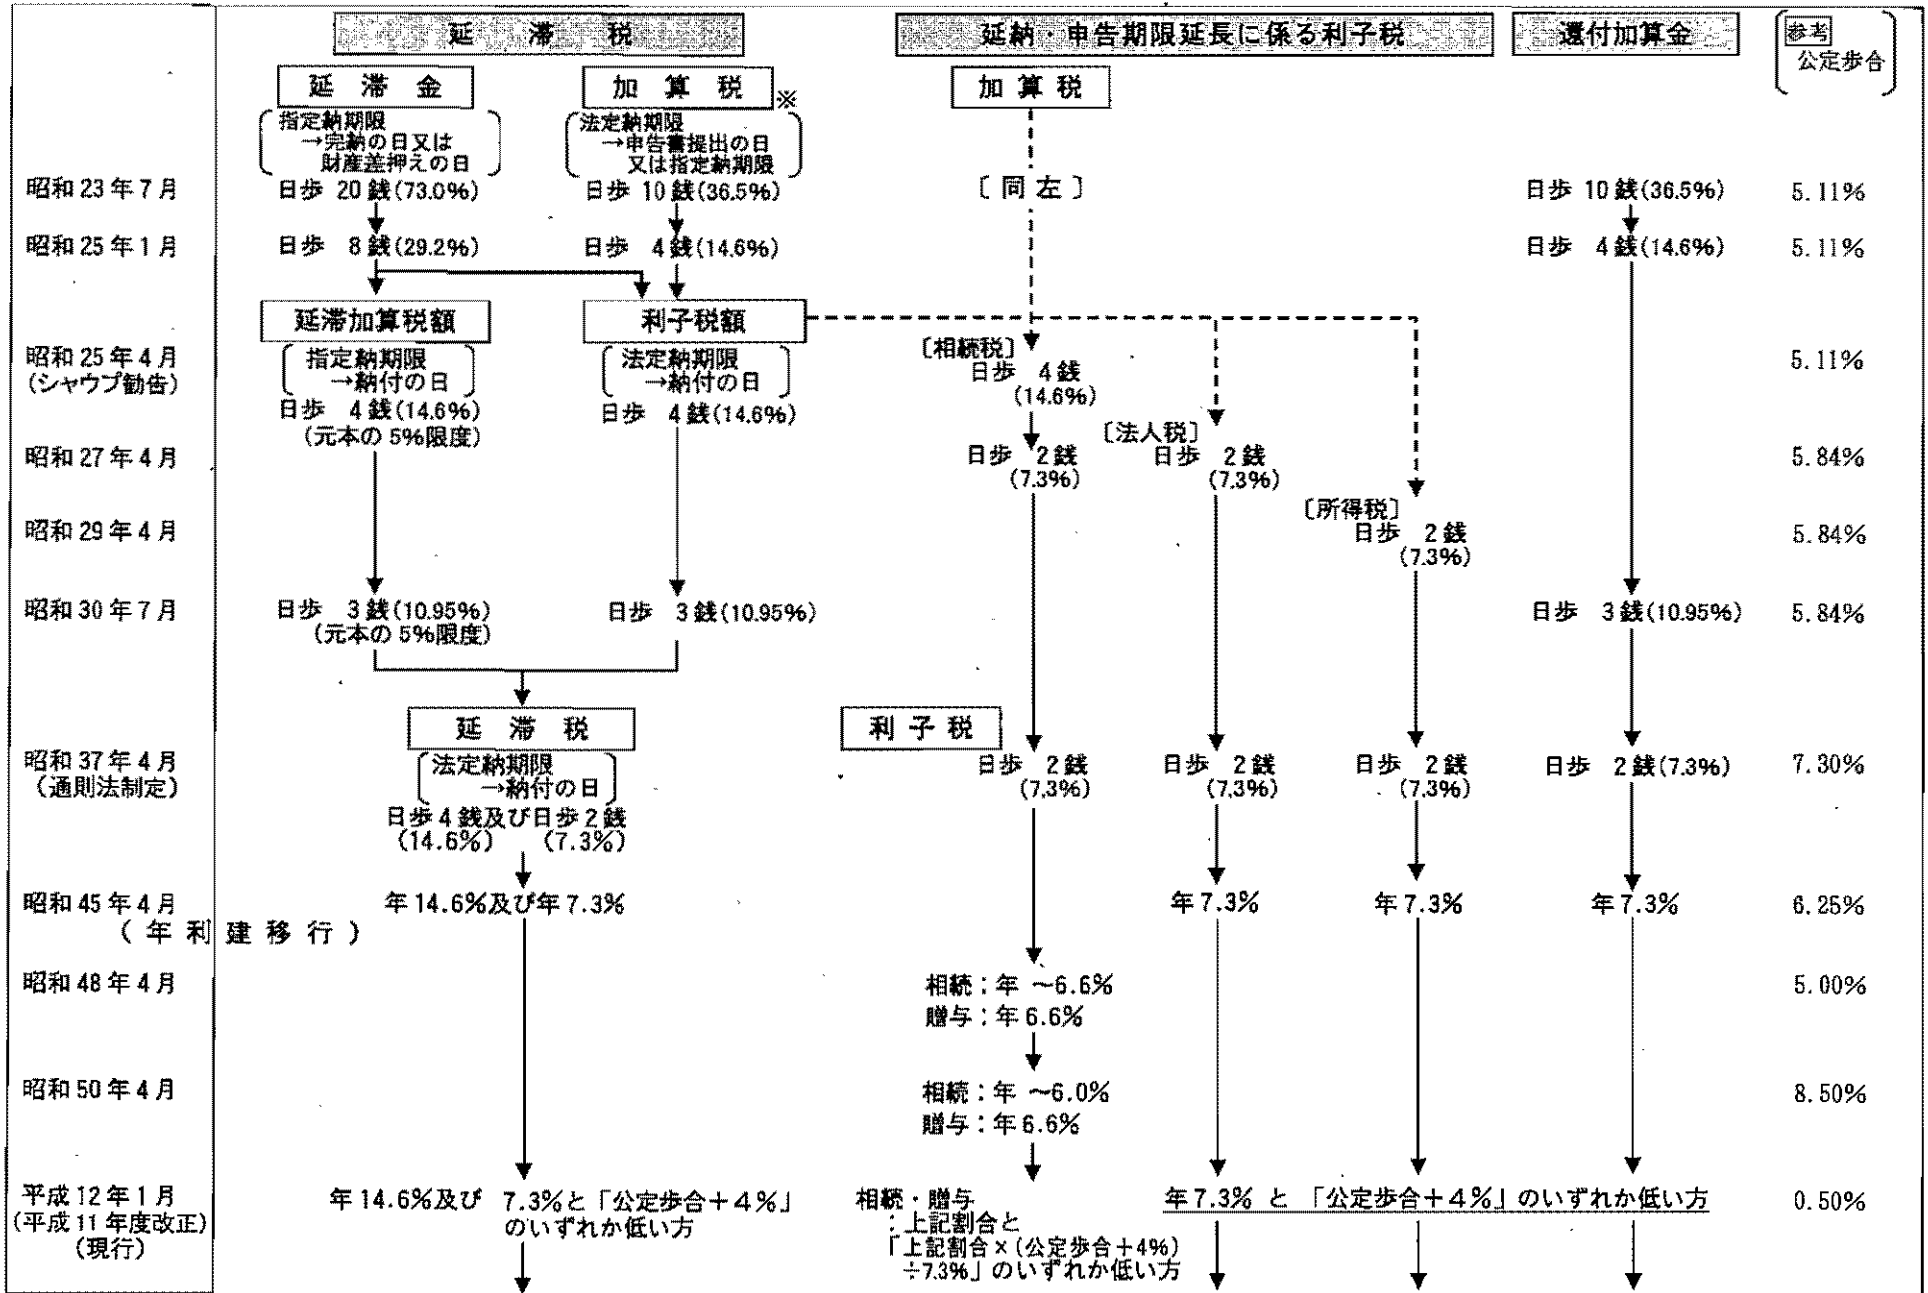 延 滞 税
延納・申告期限延長に係る利子税
還付加算金
参考
公定歩合
延 滞 金
加 算 税 ※
加 算 税
指定納期限
→完納の日又は
財産差押えの日
法定納期限
→申告書提出の日
又は指定納期限
昭和23年7月
日歩 20銭(73.0%)
日歩 10銭(36.5%)
〔同左〕
日歩 10銭(36.5%)
5.11%
昭和25年1月
日歩 8銭(29.2%)
日歩 4銭(14.6%)
日歩 4銭(14.6%)
5.11%
延滞加算税額
利子税額
昭和25年4月
(シャウプ勧告)
指定納期限
→納付の日
日歩 4銭(14.6%)
(元本の5%限度)
法定納期限
→納付の日
日歩 4銭(14.6%)
〔相続税〕
日歩 4銭
(14.6%)
5.11%
昭和27年4月
日歩 2銭
(7.3%)
〔法人税〕
日歩 2銭
(7.3%)
5.84%
昭和29年4月
〔所得税〕
日歩 2銭
(7.3%)
5.84%
昭和30年7月
日歩 3銭(10.95%)
(元本の5%限度)
日歩 3銭(10.95%)
日歩 3銭(10.95%)
5.84%
延 滞 税
利 子 税
昭和37年4月
(通則法制定)
法定納期限
→納付の日
日歩4銭及び日歩2銭
(14.6%) (7.3%)
日歩 2銭
(7.3%)
日歩 2銭
(7.3%)
日歩 2銭
(7.3%)
日歩 2銭(7.3%)
7.30%
昭和45年4月
(年利建移行)
年14.6%及び年7.3%
年7.3%
年7.3%
年7.3%
6.25%
昭和48年4月
相続：年 ～6.6%
贈与：年6.6%
5.00%
昭和50年4月
相続：年 ～6.0%
贈与：年6.6%
8.50%
平成12年1月
(平成11年度改正)
(現行)
年14.6%及び 7.3%と「公定歩合+4%」
のいずれか低い方
相続・贈与
：上記割合と
「上記割合×(公定歩合+4%)
÷7.3%」のいずれか低い方
年7.3% と 「公定歩合+4%」のいずれか低い方
0.50%